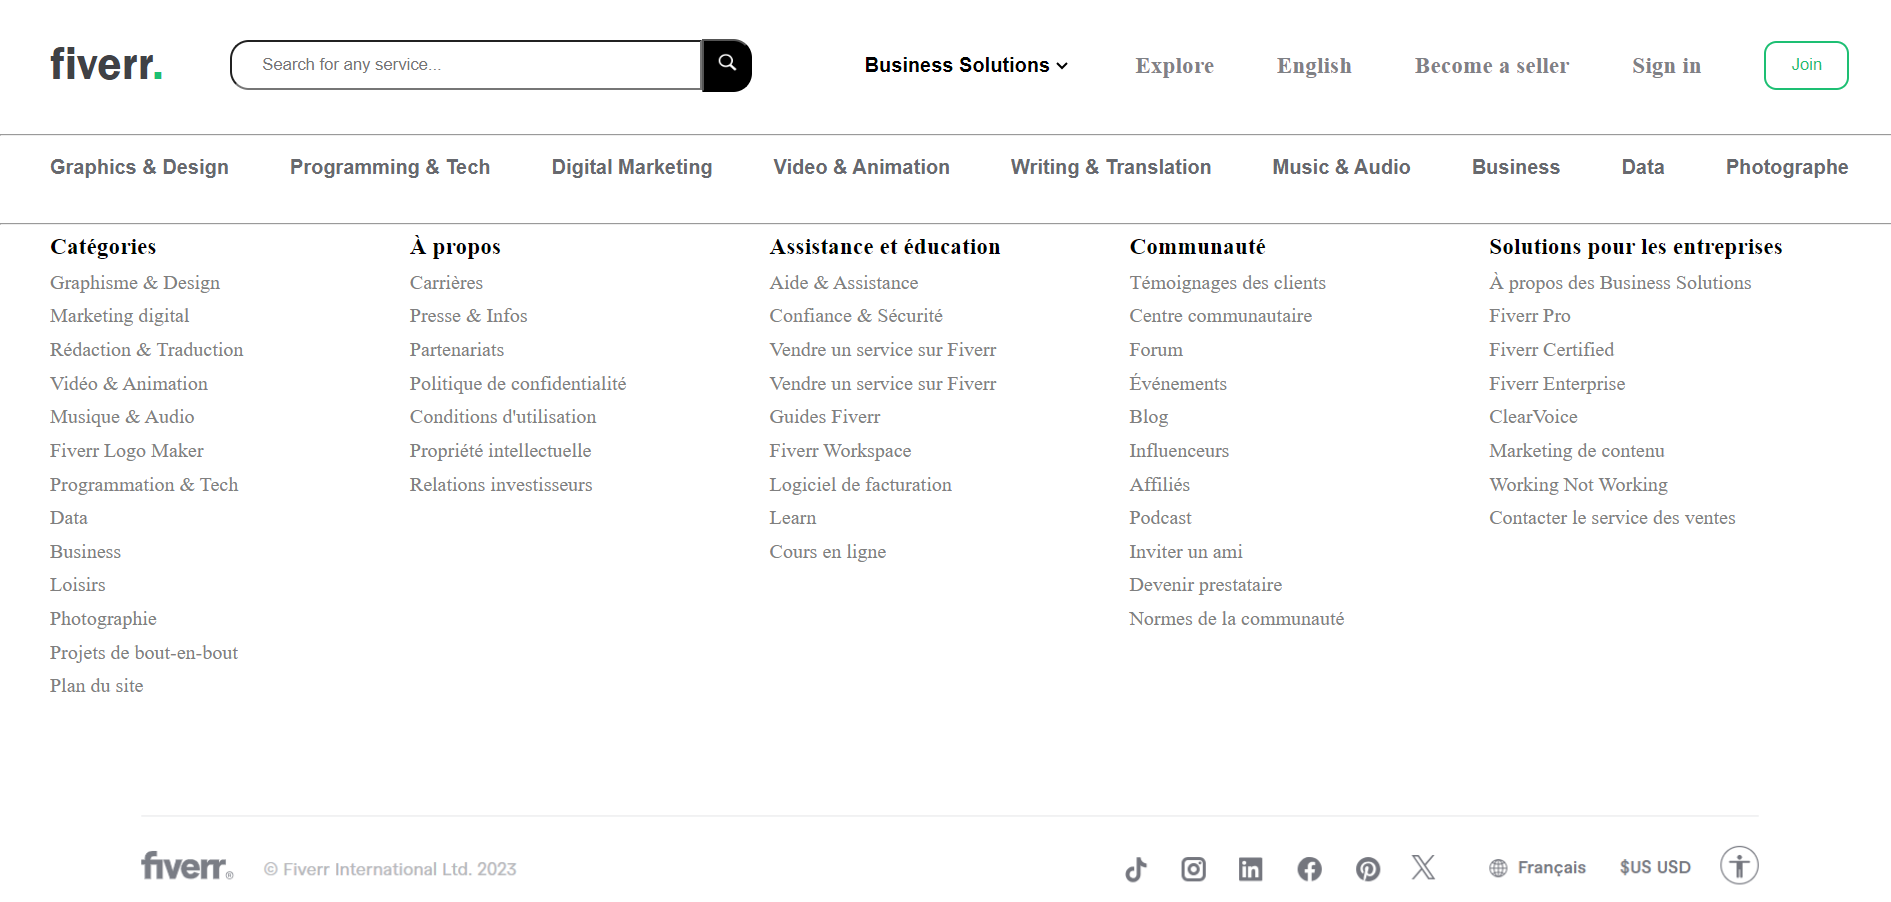 fiverr.
Search for any service...
Business Solutions
Explore
English
Become a seller
Sign in
Join
Graphics & Design
Programming & Tech
Digital Marketing
Video & Animation
Writing & Translation
Music & Audio
Business
Data
Photographe
Catégories
Graphisme & Design
Marketing digital
Rédaction & Traduction
Vidéo & Animation
Musique & Audio
Fiverr Logo Maker
Programmation & Tech
Data
Business
Loisirs
Photographie
Projets de bout-en-bout
Plan du site
À propos
Carrières
Presse & Infos
Partenariats
Politique de confidentialité
Conditions d'utilisation
Propriété intellectuelle
Relations investisseurs
Assistance et éducation
Aide & Assistance
Confiance & Sécurité
Vendre un service sur Fiverr
Vendre un service sur Fiverr
Guides Fiverr
Fiverr Workspace
Logiciel de facturation
Learn
Cours en ligne
Communauté
Témoignages des clients
Centre communautaire
Forum
Événements
Blog
Influenceurs
Affiliés
Podcast
Inviter un ami
Devenir prestataire
Normes de la communauté
Solutions pour les entreprises
À propos des Business Solutions
Fiverr Pro
Fiverr Certified
Fiverr Enterprise
ClearVoice
Marketing de contenu
Working Not Working
Contacter le service des ventes
fiverr.®
© Fiverr International Ltd. 2023
Français
$US USD